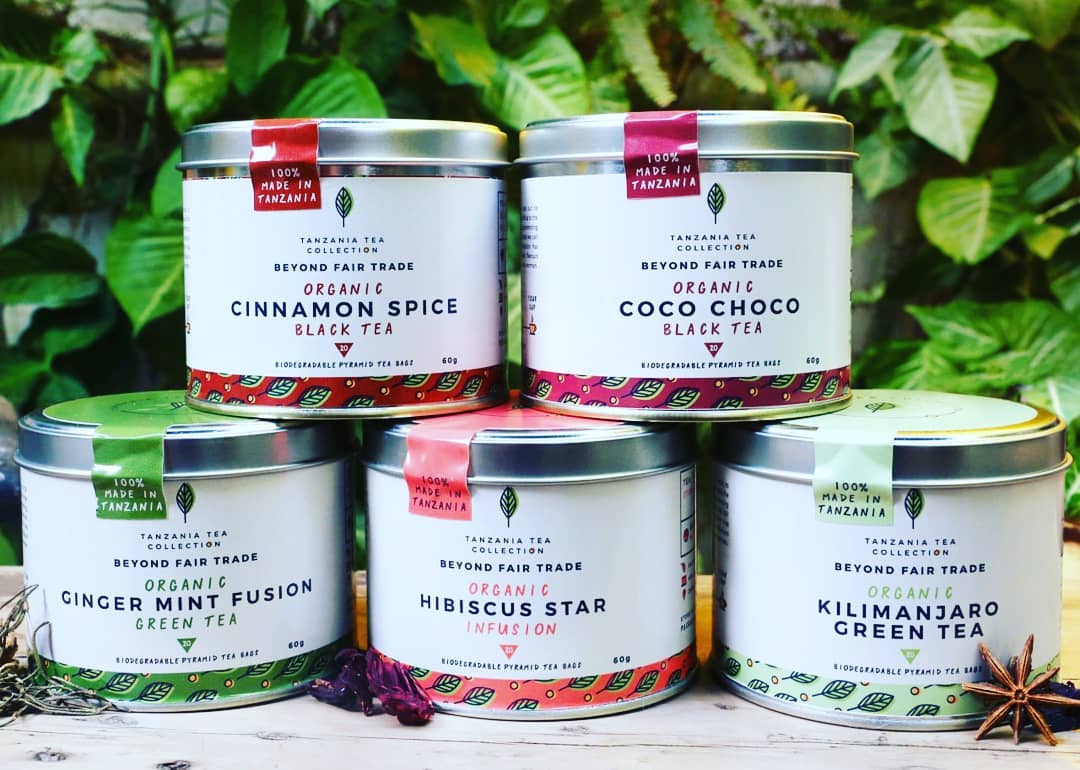 100%
MADE IN
TANZANIA
TANZANIA TEA
COLLECTION
BEYOND FAIR TRADE
ORGANIC
CINNAMON SPICE
BLACK TEA
20
BIODEGRADABLE PYRAMID TEA BAGS
60g
100%
MADE IN
TANZANIA
TANZANIA TEA
COLLECTION
BEYOND FAIR TRADE
ORGANIC
COCO CHOCO
BLACK TEA
20
BIODEGRADABLE PYRAMID TEA BAGS
60g
100%
MADE IN
TANZANIA
TANZANIA TEA
COLLECTION
BEYOND FAIR TRADE
ORGANIC
GINGER MINT FUSION
GREEN TEA
20
BIODEGRADABLE PYRAMID TEA BAGS
60g
100%
MADE IN
TANZANIA
TANZANIA TEA
COLLECTION
BEYOND FAIR TRADE
ORGANIC
HIBISCUS STAR
INFUSION
20
BIODEGRADABLE PYRAMID TEA BAGS
60g
100%
MADE IN
TANZANIA
TANZANIA TEA
COLLECTION
BEYOND FAIR TRADE
ORGANIC
KILIMANJARO
GREEN TEA
20
BIODEGRADABLE PYRAMID TEA BAGS